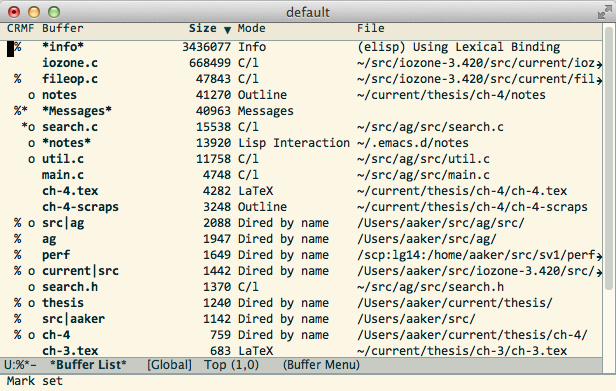 default
CRMF Buffer Size ▼ Mode File
% *info* 3436077 Info (elisp) Using Lexical Binding
iozone.c 668499 C/l ~/src/iozone-3.420/src/current/ioz→
% fileop.c 47843 C/l ~/src/iozone-3.420/src/current/fil→
o notes 41270 Outline ~/current/thesis/ch-4/notes
%* *Messages* 40963 Messages
*o search.c 15538 C/l ~/src/ag/src/search.c
o *notes* 13920 Lisp Interaction ~/.emacs.d/notes
o util.c 11758 C/l ~/src/ag/src/util.c
main.c 4748 C/l ~/src/ag/src/main.c
ch-4.tex 4282 LaTeX ~/current/thesis/ch-4/ch-4.tex
ch-4-scraps 3248 Outline ~/current/thesis/ch-4/ch-4-scraps
% o src|ag 2088 Dired by name /Users/aaker/src/ag/src/
% ag 1947 Dired by name /Users/aaker/src/ag/
% perf 1649 Dired by name /scp:lg14:/home/aaker/src/sv1/perf→
% o current|src 1442 Dired by name /Users/aaker/src/iozone-3.420/src/→
o search.h 1370 C/l ~/src/ag/src/search.h
% o thesis 1240 Dired by name /Users/aaker/current/thesis/
% src|aaker 1142 Dired by name /Users/aaker/src/
% o ch-4 759 Dired by name /Users/aaker/current/thesis/ch-4/
ch-3.tex 683 LaTeX ~/current/thesis/ch-3/ch-3.tex
U:%*- *Buffer List* [Global] Top (1,0) (Buffer Menu)
Mark set